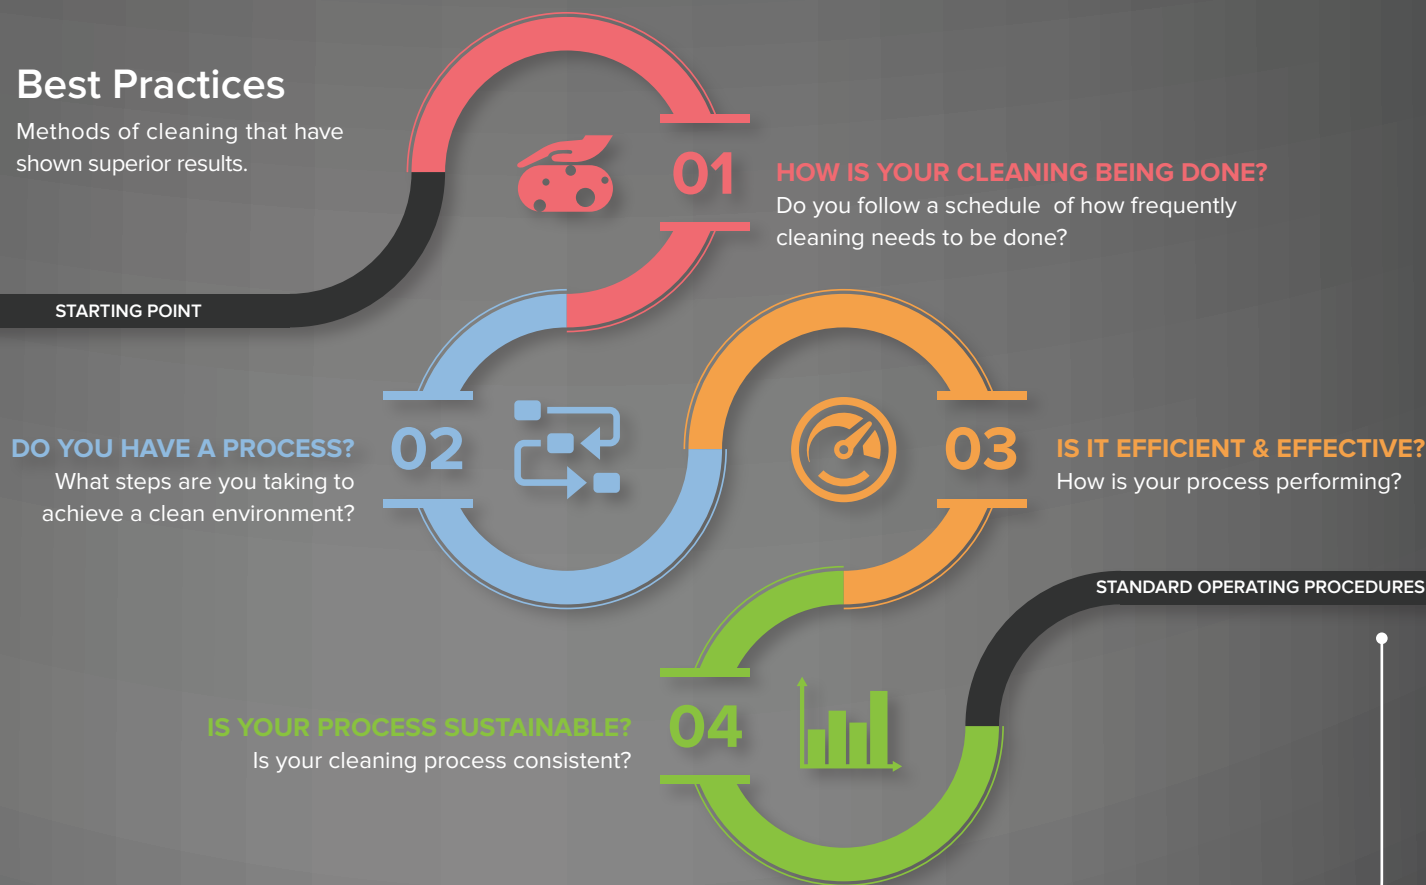 Best Practices
Methods of cleaning that have
shown superior results.
01
HOW IS YOUR CLEANING BEING DONE?
Do you follow a schedule of how frequently
cleaning needs to be done?
STARTING POINT
DO YOU HAVE A PROCESS?
What steps are you taking to
achieve a clean environment?
02
03
IS IT EFFICIENT & EFFECTIVE?
How is your process performing?
STANDARD OPERATING PROCEDURES
IS YOUR PROCESS SUSTAINABLE?
Is your cleaning process consistent?
04